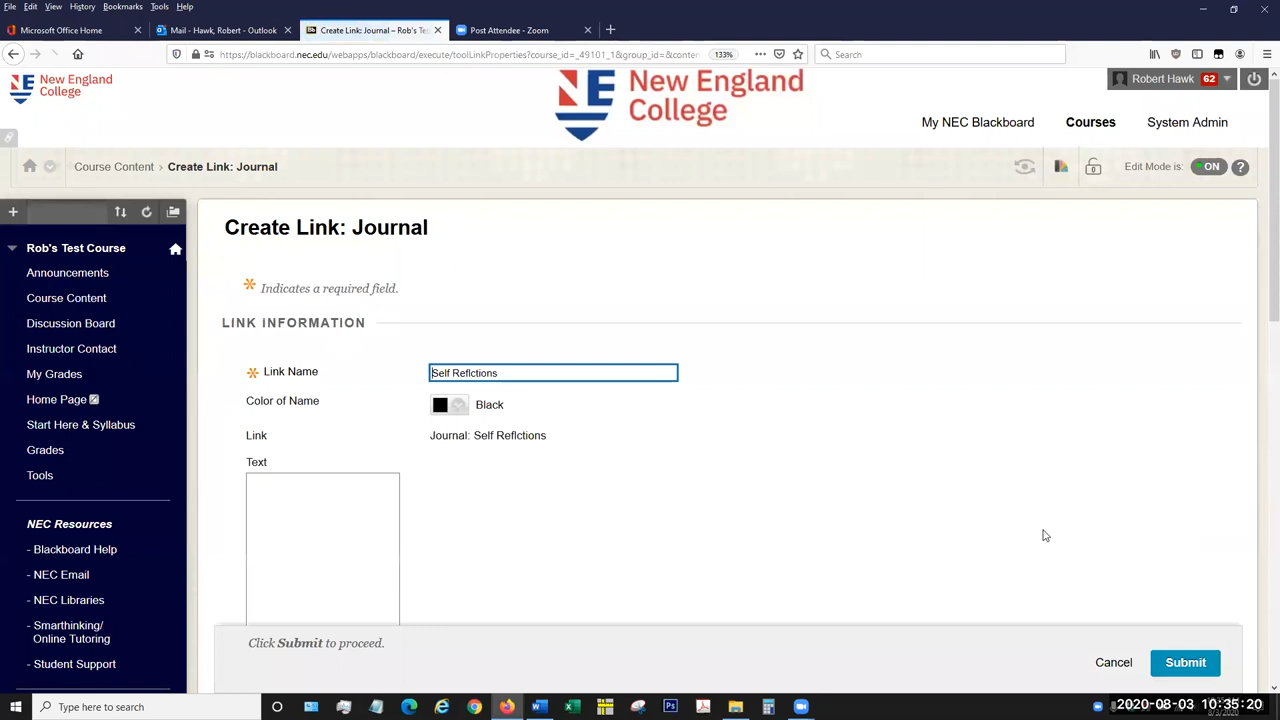 File Edit View History Bookmarks Tools Help
Microsoft Office Home
Mail - Hawk, Robert - Outlook
Create Link: Journal – Rob's Tes
Post Attendee - Zoom
https://blackboard.nec.edu/webapps/blackboard/execute/toolLinkProperties?course_id=_49101_1&group_id=&conter
133%
Search
New England
College
New England
College
Robert Hawk 62
My NEC Blackboard
Courses
System Admin
Course Content
Create Link: Journal
Edit Mode is:
ON
?
Rob's Test Course
Announcements
Course Content
Discussion Board
Instructor Contact
My Grades
Home Page
Start Here & Syllabus
Grades
Tools
NEC Resources
- Blackboard Help
- NEC Email
- NEC Libraries
- Smarthinking/
Online Tutoring
- Student Support
Create Link: Journal
Indicates a required field.
LINK INFORMATION
Link Name
Self Reflctions
Color of Name
Black
Link
Journal: Self Reflctions
Text
Click Submit to proceed.
Cancel
Submit
Type here to search
2020-08-03 10:35:20